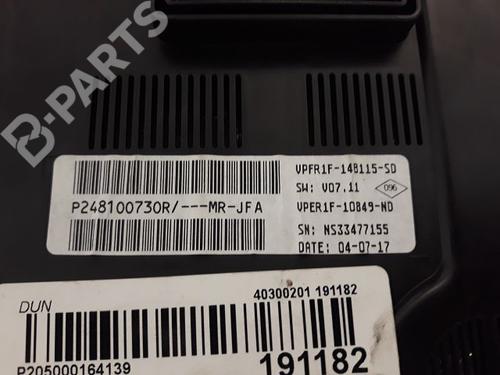 B-PARTS
VPFR1F-14B115-SD
SW: V07.11
096
P248100730R/---MR-JFA
VPER1F-10849-ND
SN: NS33477155
DATE: 04-07-17
DUN
40300201 191182
P205000164139
191182